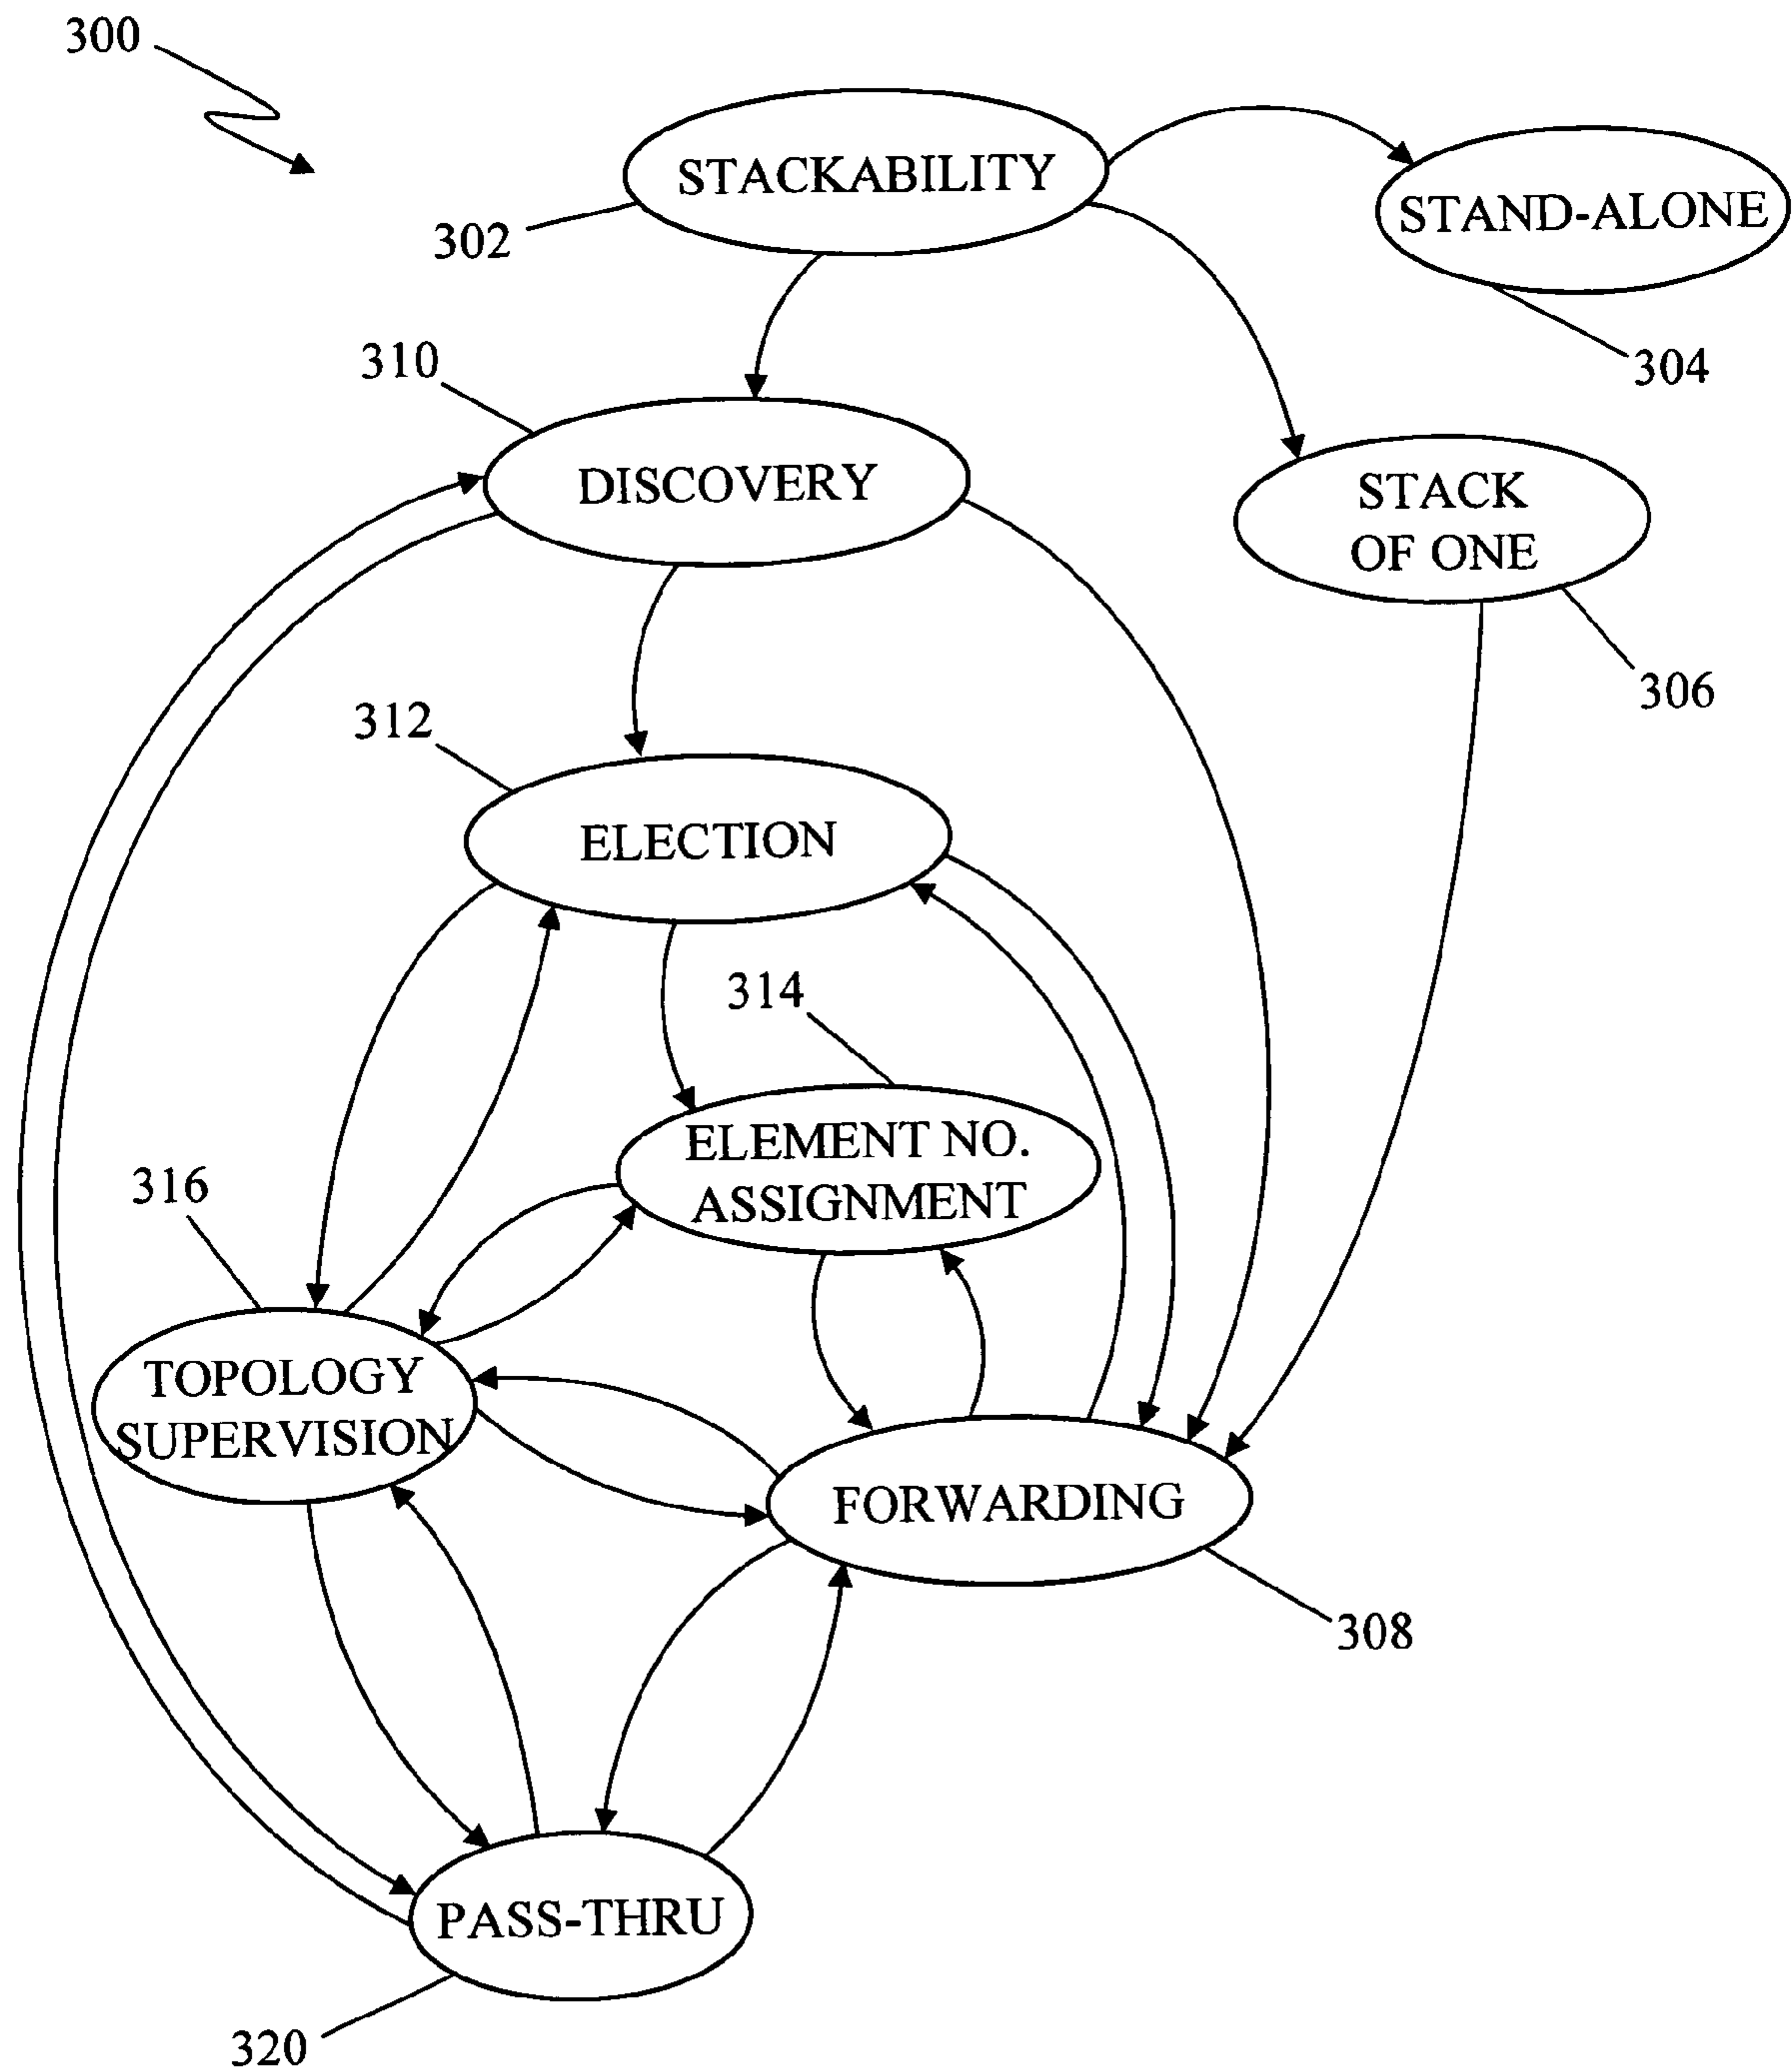 300
STACKABILITY
302
STAND-ALONE
304
310
DISCOVERY
STACK
OF ONE
306
312
ELECTION
314
ELEMENT NO.
ASSIGNMENT
316
TOPOLOGY
SUPERVISION
FORWARDING
308
PASS-THRU
320